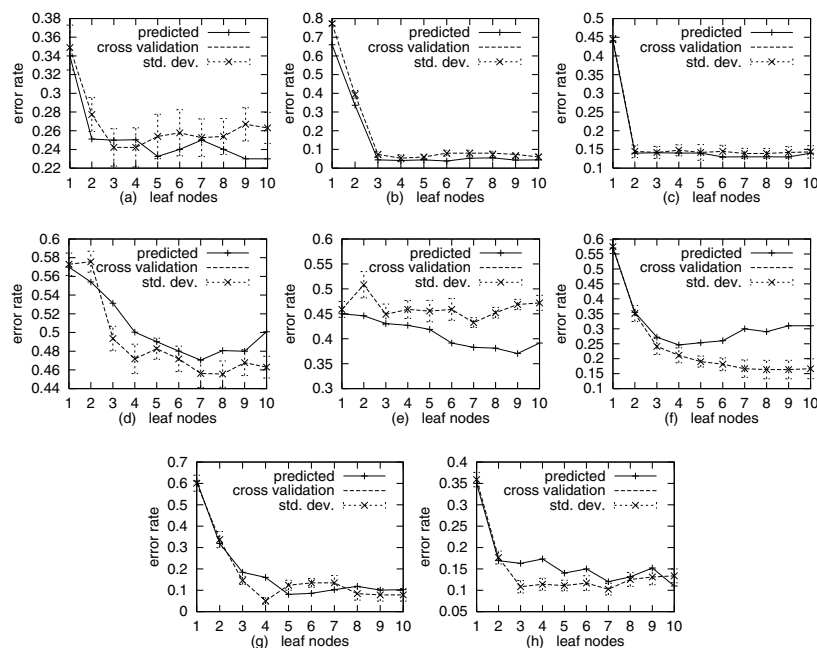 0.38
0.36
0.34
0.32
0.3
0.28
0.26
0.24
0.22
error rate
predicted
cross validation
std. dev.
1 2 3 4 5 6 7 8 9 10
(a) leaf nodes
0.8
0.7
0.6
0.5
0.4
0.3
0.2
0.1
0
error rate
predicted
cross validation
std. dev.
1 2 3 4 5 6 7 8 9 10
(b) leaf nodes
0.5
0.45
0.4
0.35
0.3
0.25
0.2
0.15
0.1
error rate
predicted
cross validation
std. dev.
1 2 3 4 5 6 7 8 9 10
(c) leaf nodes
0.6
0.58
0.56
0.54
0.52
0.5
0.48
0.46
0.44
error rate
predicted
cross validation
std. dev.
1 2 3 4 5 6 7 8 9 10
(d) leaf nodes
0.6
0.55
0.5
0.45
0.4
0.35
0.3
error rate
predicted
cross validation
std. dev.
1 2 3 4 5 6 7 8 9 10
(e) leaf nodes
0.6
0.55
0.5
0.45
0.4
0.35
0.3
0.25
0.2
0.15
0.1
error rate
predicted
cross validation
std. dev.
1 2 3 4 5 6 7 8 9 10
(f) leaf nodes
0.7
0.6
0.5
0.4
0.3
0.2
0.1
0
error rate
predicted
cross validation
std. dev.
1 2 3 4 5 6 7 8 9 10
(g) leaf nodes
0.4
0.35
0.3
0.25
0.2
0.15
0.1
0.05
error rate
predicted
cross validation
std. dev.
1 2 3 4 5 6 7 8 9 10
(h) leaf nodes